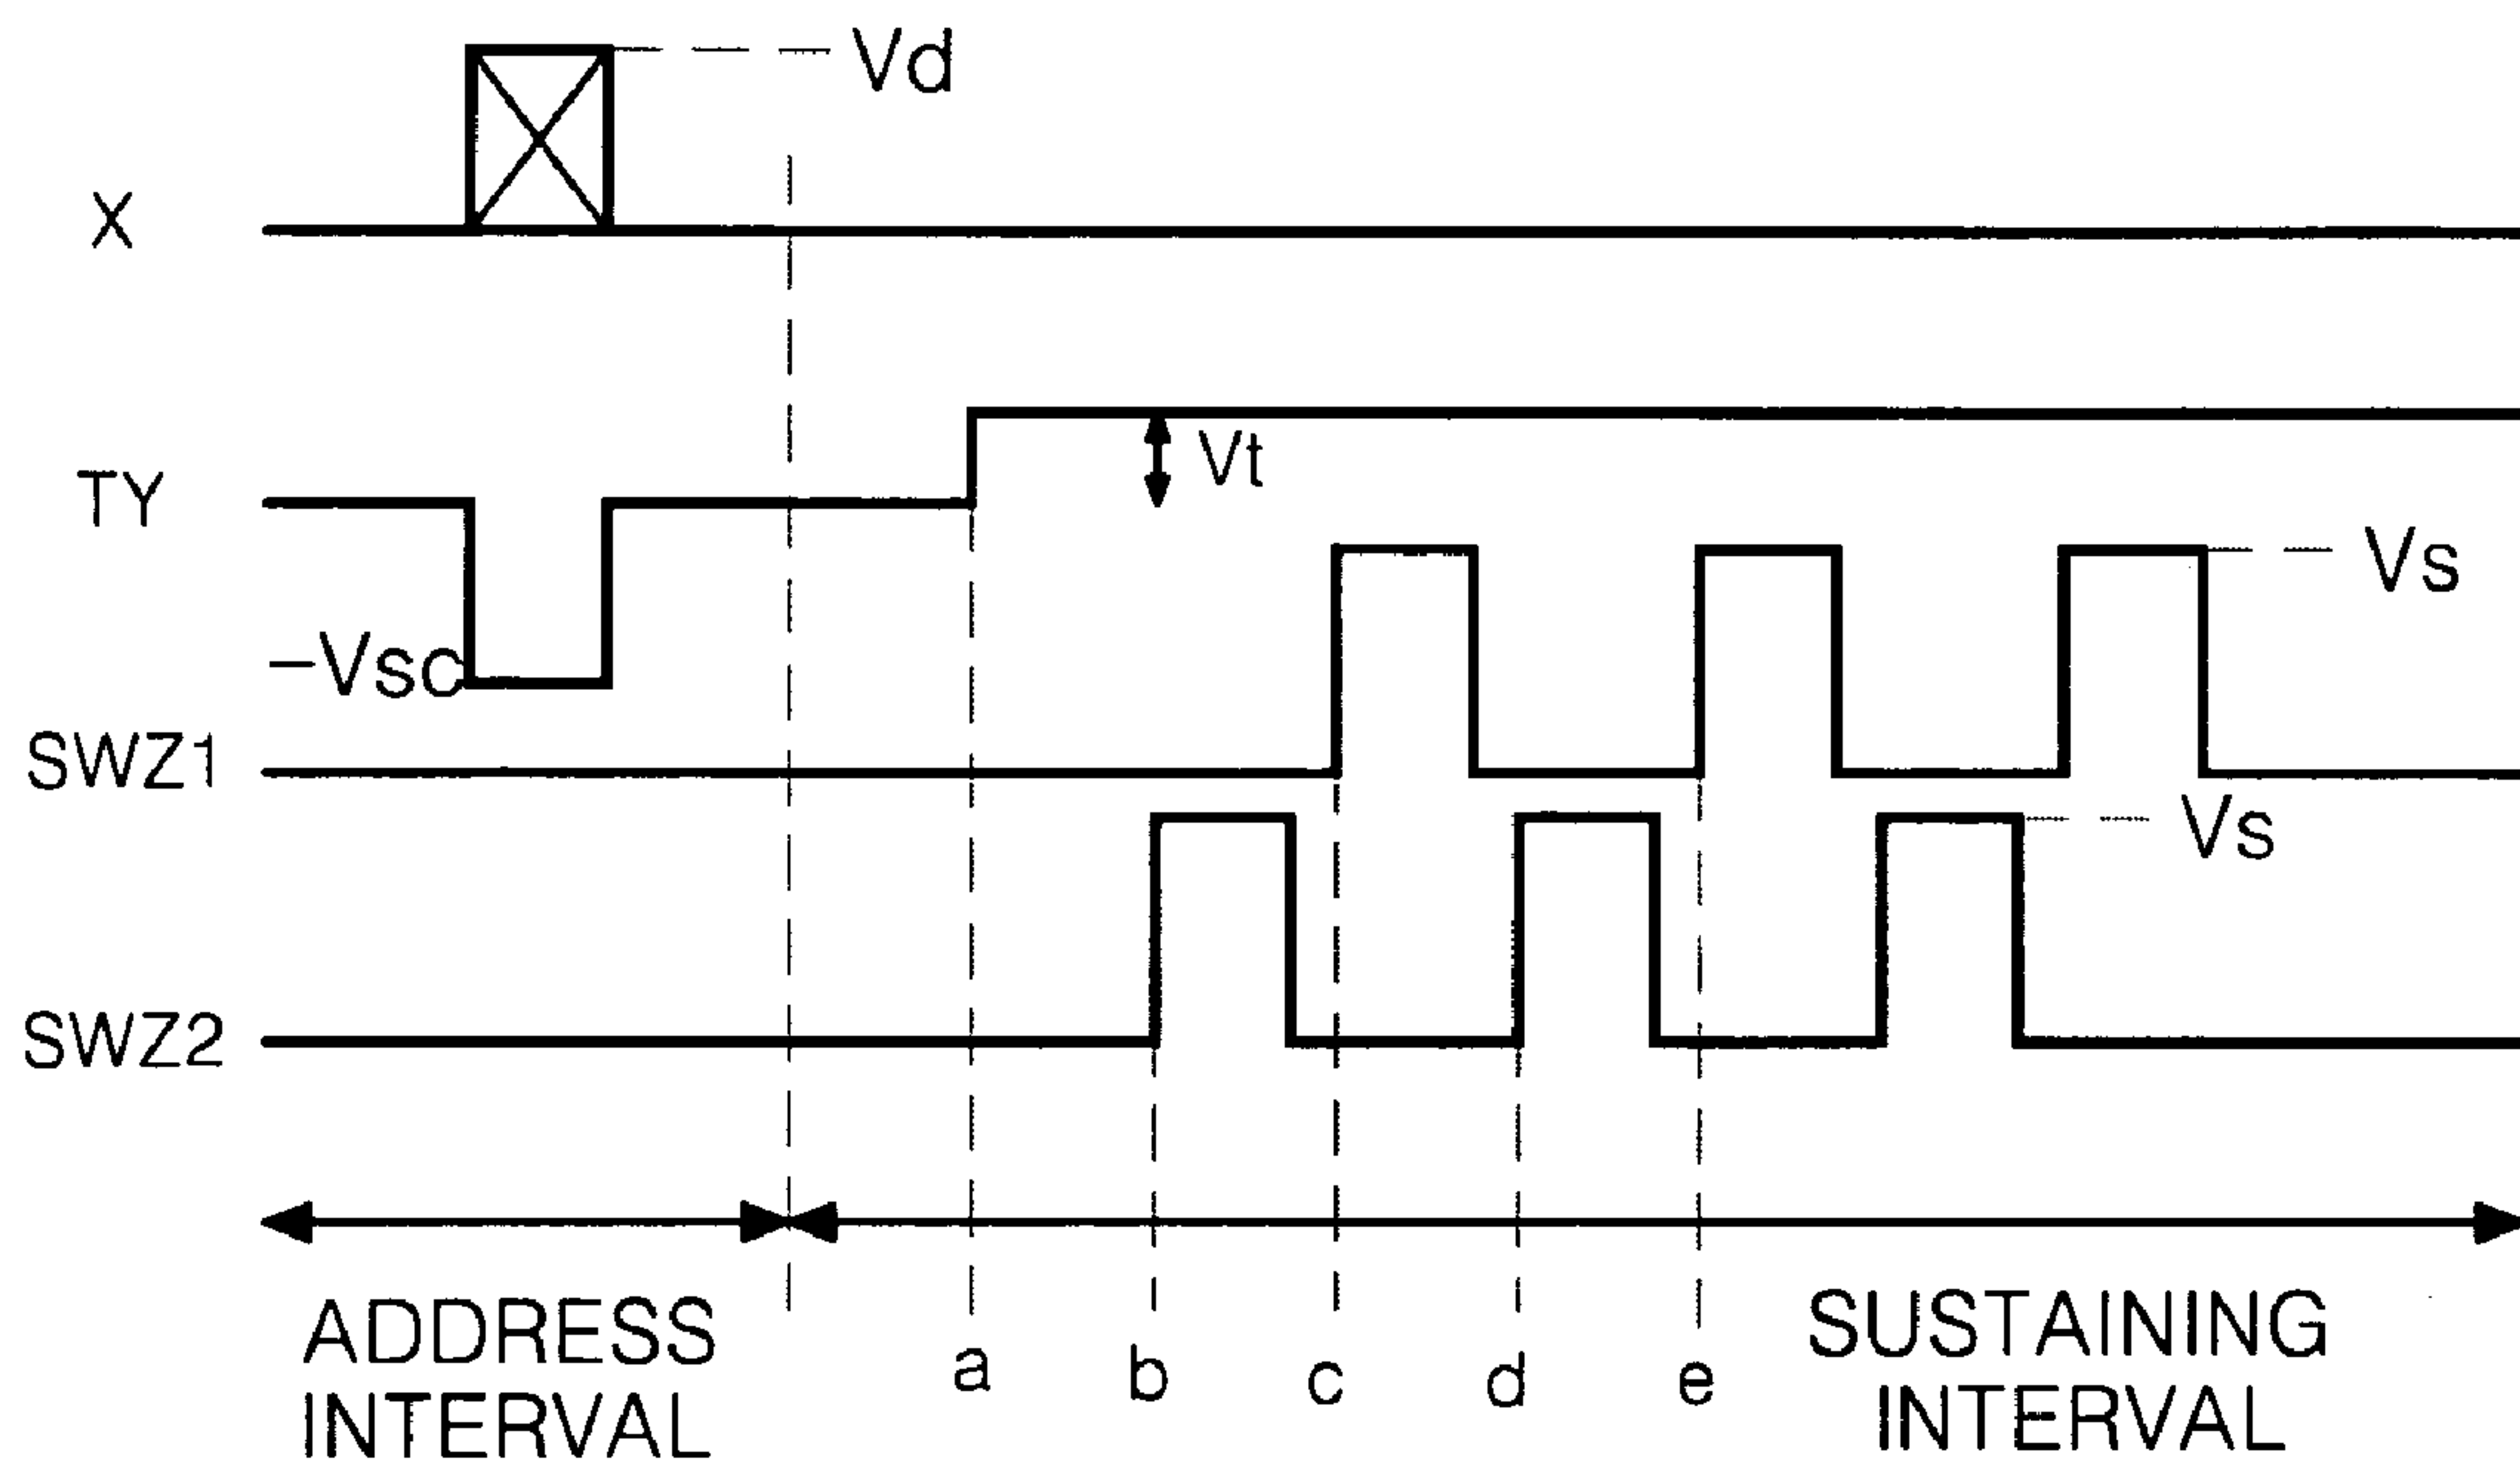 Vd
X
Vt
TY
Vs
-Vsc
SWZ1
Vs
SWZ2
ADDRESS
INTERVAL
a
b
c
d
e
SUSTAINING
INTERVAL